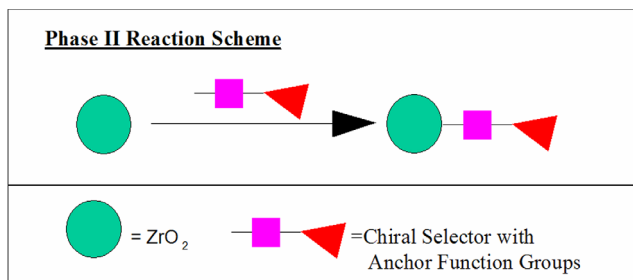 Phase II Reaction Scheme
= ZrO2
=Chiral Selector with
Anchor Function Groups